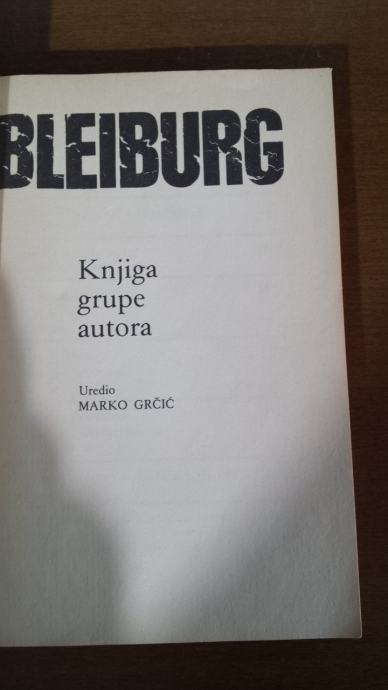 BLEIBURG
Knjiga
grupe
autora
Uredio
MARKO GRČIĆ